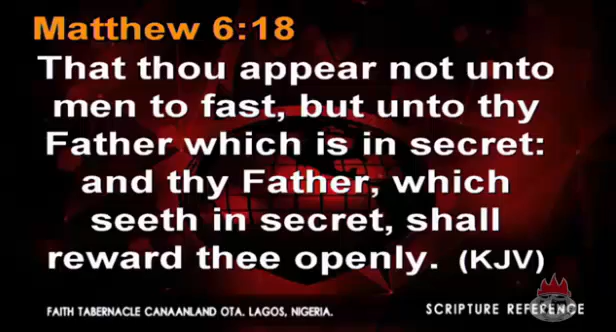 Matthew 6:18
That thou appear not unto
men to fast, but unto thy
Father which is in secret:
and thy Father, which
seeth in secret, shall
reward thee openly. (KJV)
FAITH TABERNACLE CANAANLAND OTA. LAGOS, NIGERIA.
SCRIPTURE REFERENCE